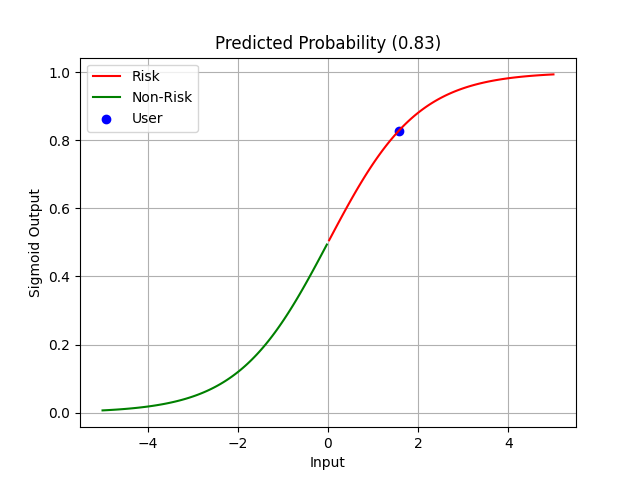 Predicted Probability (0.83)
Risk
Non-Risk
User
Sigmoid Output
1.0
0.8
0.6
0.4
0.2
0.0
−4
−2
0
2
4
Input